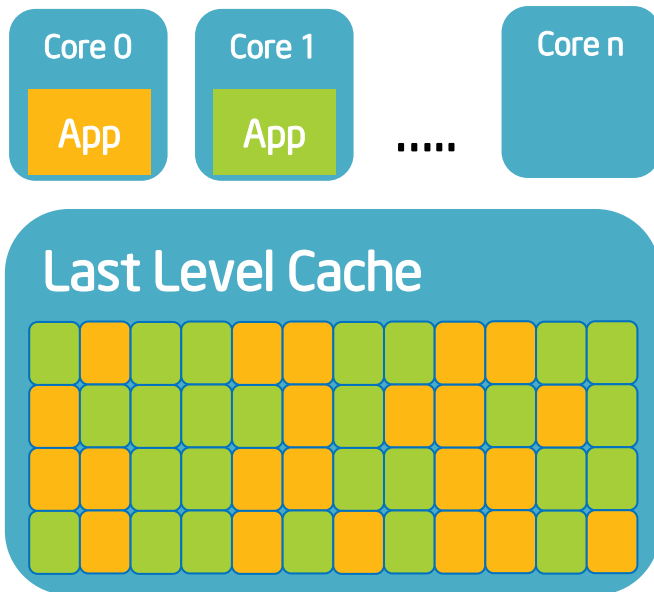 Core 0
Core 1
Core n
App
App
.....
Last Level Cache